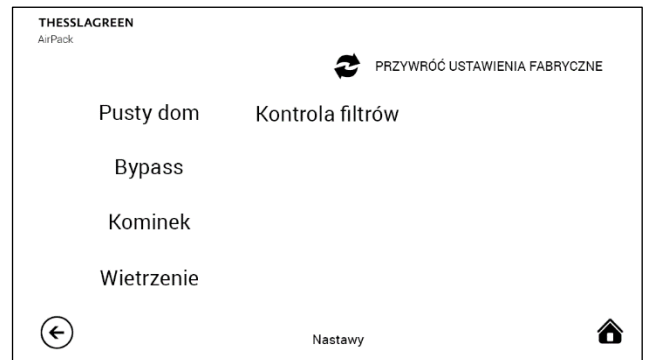 THESSLAGREEN
AirPack
PRZYWRÓĆ USTAWIENIA FABRYCZNE
Pusty dom
Kontrola filtrów
Bypass
Kominek
Wietrzenie
Nastawy